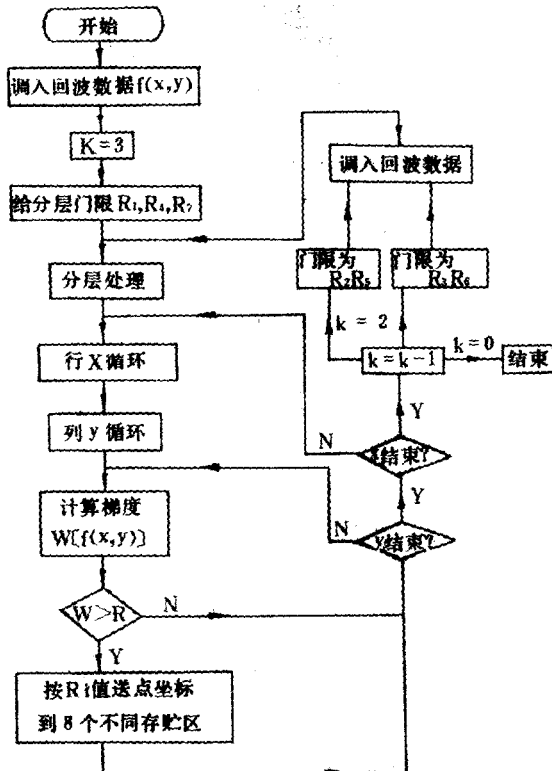 开始
调入回波数据f(x,y)
K=3
给分层门限R₁,R₄,R₇
分层处理
行X循环
列y循环
计算梯度
W[f(x,y)]
W>R
N
Y
按Ri值送点坐标
到8个不同存贮区
调入回波数据
门限为
R₂R₅
门限为
R₃R₆
k=2
k=k-1
k=0
结束
Y
N
x结束?
Y
N
y结束?